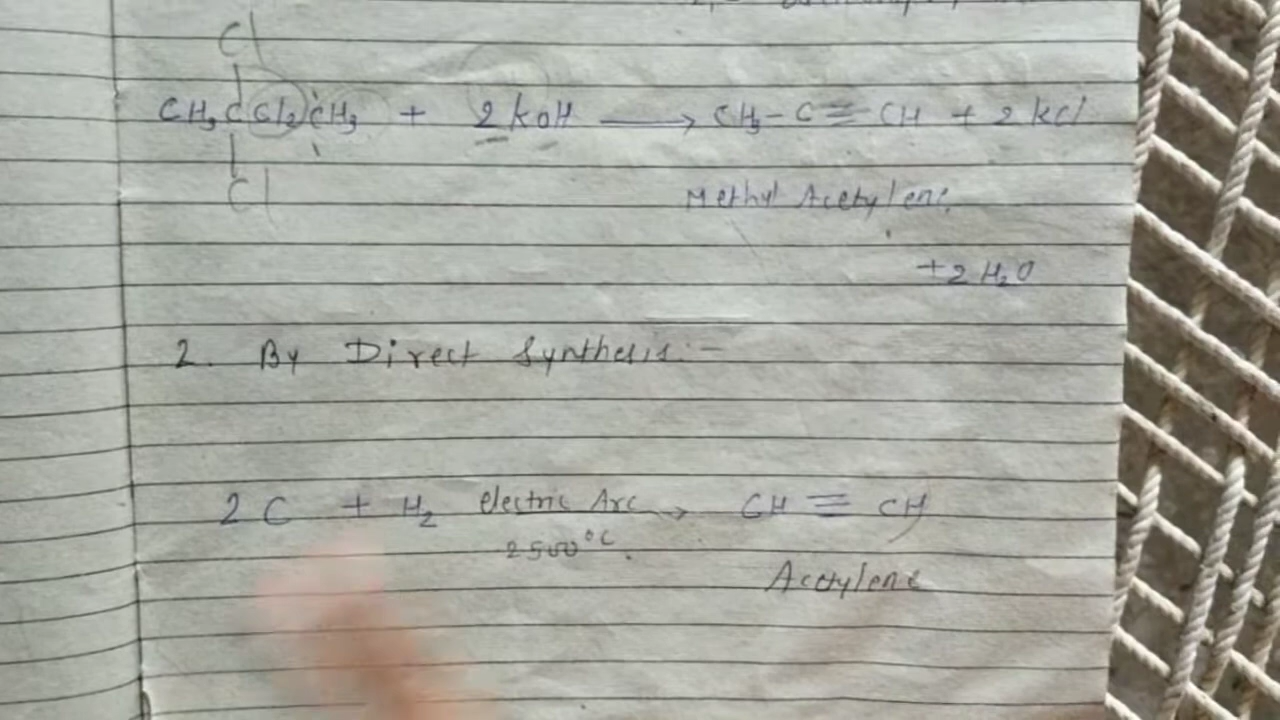 Cl
CH₃CCl₂CH₃ + 2KOH ⟶ CH₃-C≡CH + 2KCl
Cl
Methyl Acetylene
+2H₂O
2. By Direct Synthesis:-
2C + H₂ electric Arc → CH≡CH
2500°C.
Acetylene